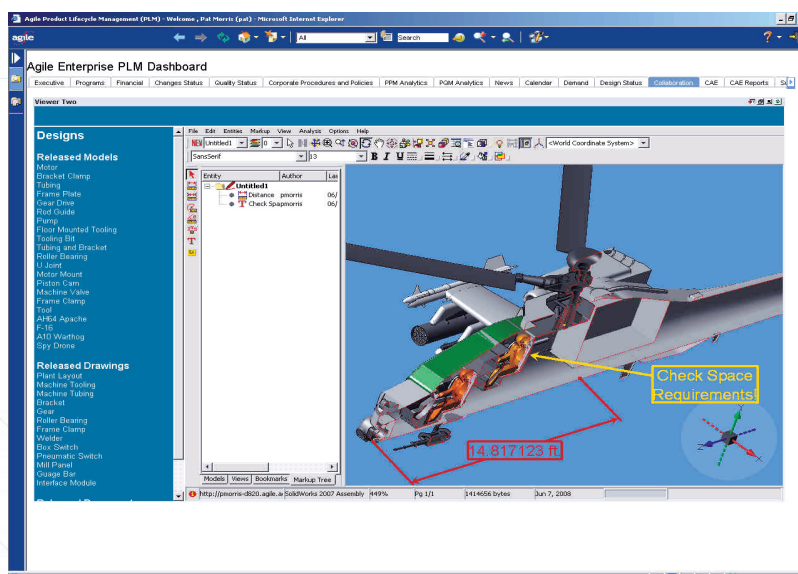 Agile Product Lifecycle Management (PLM) - Welcome , Pat Morris (pat) - Microsoft Internet Explorer
agile
All
Search
Agile Enterprise PLM Dashboard
Executive Programs Financial Changes Status Quality Status Corporate Procedures and Policies PPM Analytics PQM Analytics News Calendar Demand Design Status Collaboration CAE CAE Reports
Viewer Two
Designs
Released Models
Motor
Bracket Clamp
Tubing
Frame Plate
Gear Drive
Rod Guide
Pump
Floor Mounted Tooling
Tooling Bit
Tubing and Bracket
Roller Bearing
U Joint
Motor Mount
Piston Cam
Machine Valve
Frame Clamp
Tool
AH64 Apache
F-16
A10 Warthog
Spy Drone
Released Drawings
Plant Layout
Machine Tooling
Machine Tubing
Bracket
Gear
Roller Bearing
Frame Clamp
Welder
Box Switch
Pneumatic Switch
Mill Panel
Guage Bar
Interface Module
File Edit Entities Markup View Analysis Options Help
NEW Untitled1 0 <World Coordinate System>
SansSerif 13 B I U
Entity Author Las
Untitled1
Distance pmorris 06/
T Check Spapmorris 06/
T
Check Space
Requirements!
14.817123 ft
Models Views Bookmarks Markup Tree
http://pmorris-d820.agile.a SolidWorks 2007 Assembly 449% Pg 1/1 1414656 bytes Jun 7, 2008